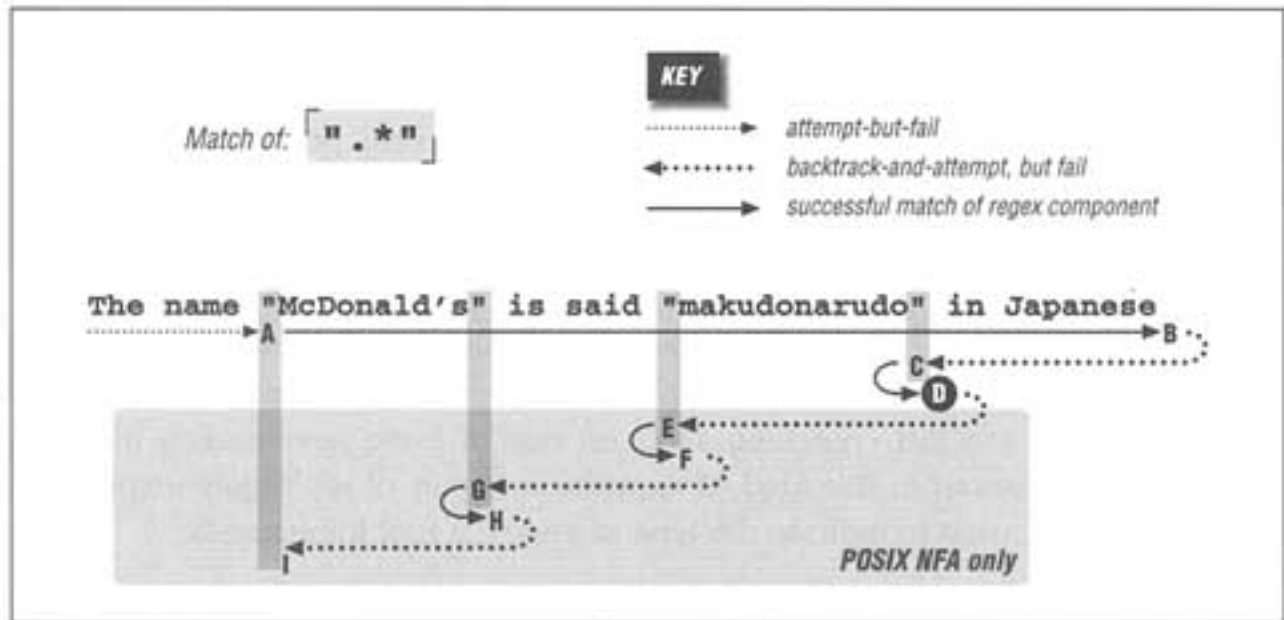 KEY
Match of: ".*"
attempt-but-fail
backtrack-and-attempt, but fail
successful match of regex component
The name "McDonald's" is said "makudonarudo" in Japanese
A B
C
D
E
F
G
H
I
POSIX NFA only